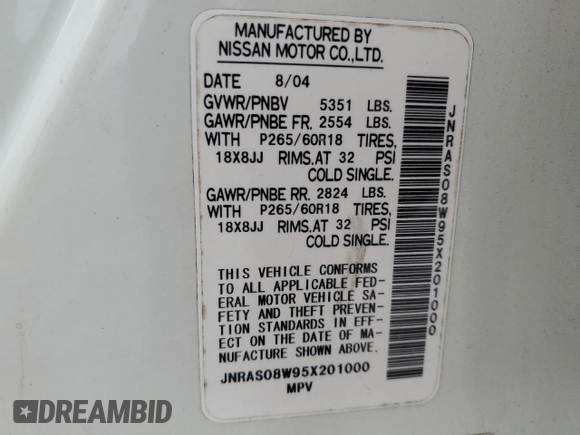 MANUFACTURED BY
NISSAN MOTOR CO.,LTD.
DATE 8/04
GVWR/PNBV 5351 LBS.
GAWR/PNBE FR. 2554 LBS.
WITH P265/60R18 TIRES,
18X8JJ RIMS,AT 32 PSI
COLD SINGLE.
GAWR/PNBE RR. 2824 LBS.
WITH P265/60R18 TIRES,
18X8JJ RIMS,AT 32 PSI
COLD SINGLE.
THIS VEHICLE CONFORMS
TO ALL APPLICABLE FED-
ERAL MOTOR VEHICLE SA-
FETY AND THEFT PREVEN-
TION STANDARDS IN EFF-
ECT ON THE DATE OF MA-
NUFACTURE SHOWN ABOVE.
JNRAS08W95X201000
MPV
JNRAS08W95X201000
DREAMBID